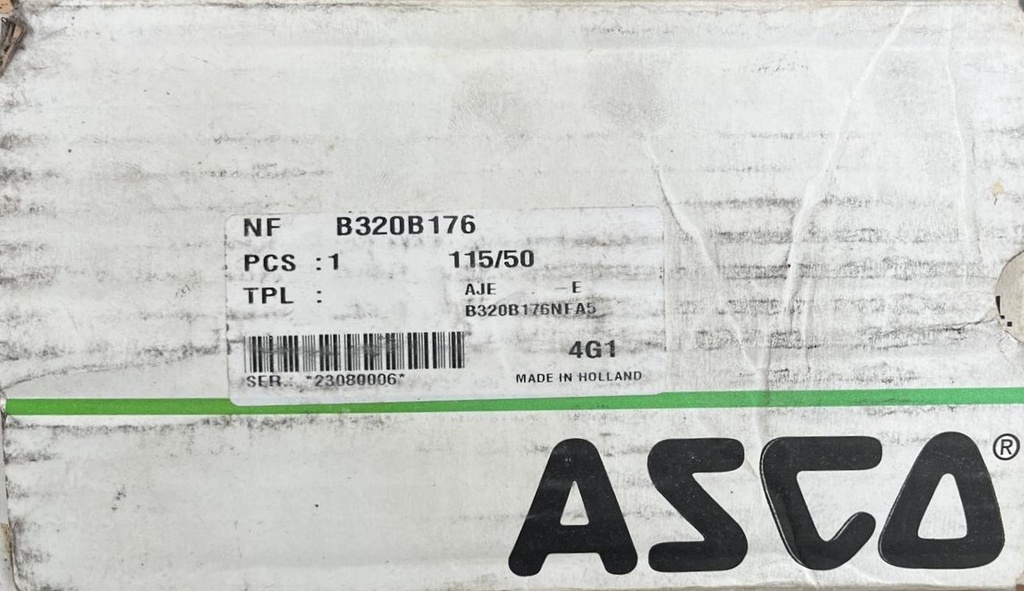 NF B320B176
PCS : 1 115/50
TPL :
AJE - E
B320B176NFA5
4G1
SER.: *23080006*
MADE IN HOLLAND
ASCO®